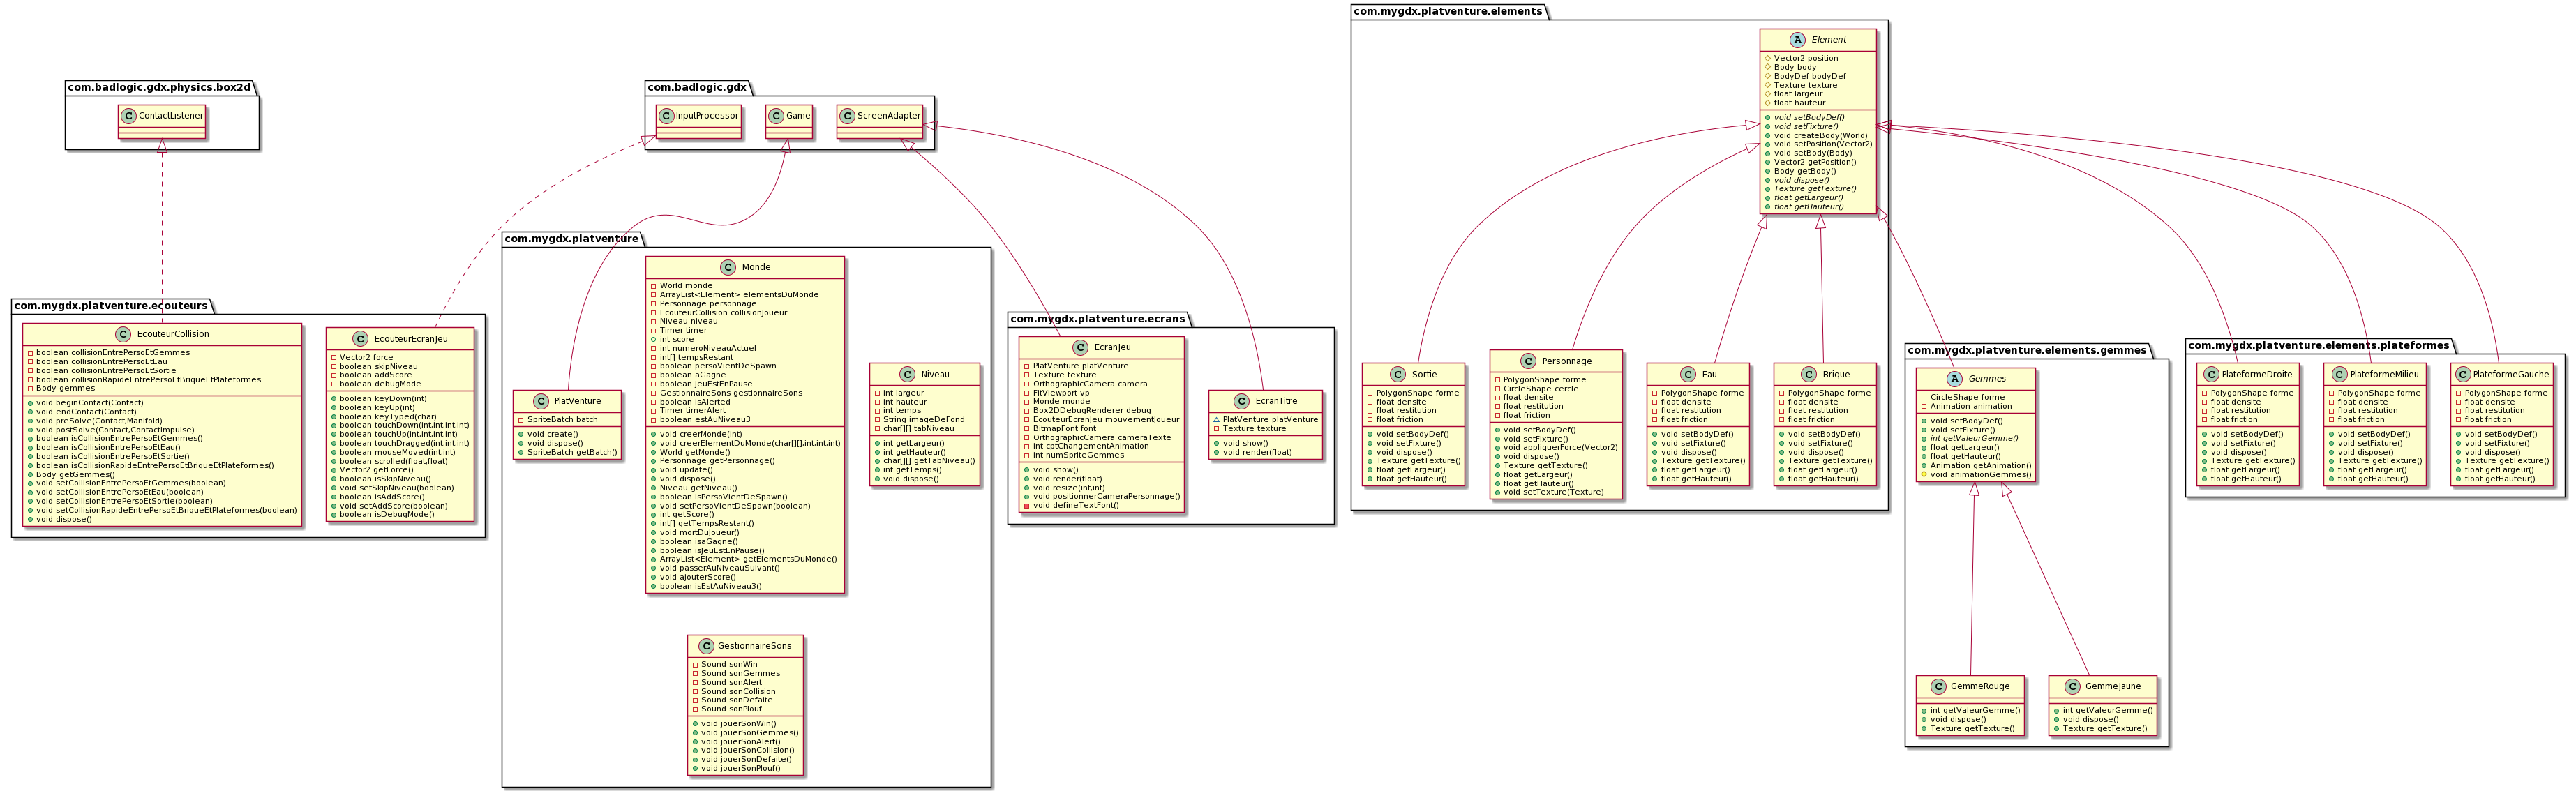 com.badlogic.gdx.physics.box2d
ContactListener
com.badlogic.gdx
InputProcessor
Game
ScreenAdapter
com.mygdx.platventure.ecouteurs
EcouteurCollision
boolean collisionEntrePersoEtGemmes
boolean collisionEntrePersoEtEau
boolean collisionEntrePersoEtSortie
boolean collisionRapideEntrePersoEtBriqueEtPlateformes
Body gemmes
void beginContact(Contact)
void endContact(Contact)
void preSolve(Contact,Manifold)
void postSolve(Contact,ContactImpulse)
boolean isCollisionEntrePersoEtGemmes()
boolean isCollisionEntrePersoEtEau()
boolean isCollisionEntrePersoEtSortie()
boolean isCollisionRapideEntrePersoEtBriqueEtPlateformes()
Body getGemmes()
void setCollisionEntrePersoEtGemmes(boolean)
void setCollisionEntrePersoEtEau(boolean)
void setCollisionEntrePersoEtSortie(boolean)
void setCollisionRapideEntrePersoEtBriqueEtPlateformes(boolean)
void dispose()
EcouteurEcranJeu
Vector2 force
boolean skipNiveau
boolean addScore
boolean debugMode
boolean keyDown(int)
boolean keyUp(int)
boolean keyTyped(char)
boolean touchDown(int,int,int,int)
boolean touchUp(int,int,int,int)
boolean touchDragged(int,int,int)
boolean mouseMoved(int,int)
boolean scrolled(float,float)
Vector2 getForce()
boolean isSkipNiveau()
void setSkipNiveau(boolean)
boolean isAddScore()
void setAddScore(boolean)
boolean isDebugMode()
com.mygdx.platventure
PlatVenture
SpriteBatch batch
void create()
void dispose()
SpriteBatch getBatch()
Monde
World monde
ArrayList<Element> elementsDuMonde
Personnage personnage
EcouteurCollision collisionJoueur
Niveau niveau
Timer timer
int score
int numeroNiveauActuel
int[] tempsRestant
boolean persoVientDeSpawn
boolean aGagne
boolean jeuEstEnPause
GestionnaireSons gestionnaireSons
boolean isAlerted
Timer timerAlert
boolean estAuNiveau3
void creerMonde(int)
void creerElementDuMonde(char[][],int,int,int)
World getMonde()
Personnage getPersonnage()
void update()
void dispose()
Niveau getNiveau()
boolean isPersoVientDeSpawn()
void setPersoVientDeSpawn(boolean)
int getScore()
int[] getTempsRestant()
void mortDuJoueur()
boolean isaGagne()
boolean isJeuEstEnPause()
ArrayList<Element> getElementsDuMonde()
void passerAuNiveauSuivant()
void ajouterScore()
boolean isEstAuNiveau3()
Niveau
int largeur
int hauteur
int temps
String imageDeFond
char[][] tabNiveau
int getLargeur()
int getHauteur()
char[][] getTabNiveau()
int getTemps()
void dispose()
GestionnaireSons
Sound sonWin
Sound sonGemmes
Sound sonAlert
Sound sonCollision
Sound sonDefaite
Sound sonPlouf
void jouerSonWin()
void jouerSonGemmes()
void jouerSonAlert()
void jouerSonCollision()
void jouerSonDefaite()
void jouerSonPlouf()
com.mygdx.platventure.ecrans
EcranJeu
PlatVenture platVenture
Texture texture
OrthographicCamera camera
FitViewport vp
Monde monde
Box2DDebugRenderer debug
EcouteurEcranJeu mouvementJoueur
BitmapFont font
OrthographicCamera cameraTexte
int cptChangementAnimation
int numSpriteGemmes
void show()
void render(float)
void resize(int,int)
void positionnerCameraPersonnage()
void defineTextFont()
EcranTitre
PlatVenture platVenture
Texture texture
void show()
void render(float)
com.mygdx.platventure.elements
Element
Vector2 position
Body body
BodyDef bodyDef
Texture texture
float largeur
float hauteur
void setBodyDef()
void setFixture()
void createBody(World)
void setPosition(Vector2)
void setBody(Body)
Vector2 getPosition()
Body getBody()
void dispose()
Texture getTexture()
float getLargeur()
float getHauteur()
Sortie
PolygonShape forme
float densite
float restitution
float friction
void setBodyDef()
void setFixture()
void dispose()
Texture getTexture()
float getLargeur()
float getHauteur()
Personnage
PolygonShape forme
CircleShape cercle
float densite
float restitution
float friction
void setBodyDef()
void setFixture()
void appliquerForce(Vector2)
void dispose()
Texture getTexture()
float getLargeur()
float getHauteur()
void setTexture(Texture)
Eau
PolygonShape forme
float densite
float restitution
float friction
void setBodyDef()
void setFixture()
void dispose()
Texture getTexture()
float getLargeur()
float getHauteur()
Brique
PolygonShape forme
float densite
float restitution
float friction
void setBodyDef()
void setFixture()
void dispose()
Texture getTexture()
float getLargeur()
float getHauteur()
com.mygdx.platventure.elements.gemmes
Gemmes
CircleShape forme
Animation animation
void setBodyDef()
void setFixture()
int getValeurGemme()
float getLargeur()
float getHauteur()
Animation getAnimation()
void animationGemmes()
GemmeRouge
int getValeurGemme()
void dispose()
Texture getTexture()
GemmeJaune
int getValeurGemme()
void dispose()
Texture getTexture()
com.mygdx.platventure.elements.plateformes
PlateformeDroite
PolygonShape forme
float densite
float restitution
float friction
void setBodyDef()
void setFixture()
void dispose()
Texture getTexture()
float getLargeur()
float getHauteur()
PlateformeMilieu
PolygonShape forme
float densite
float restitution
float friction
void setBodyDef()
void setFixture()
void dispose()
Texture getTexture()
float getLargeur()
float getHauteur()
PlateformeGauche
PolygonShape forme
float densite
float restitution
float friction
void setBodyDef()
void setFixture()
void dispose()
Texture getTexture()
float getLargeur()
float getHauteur()